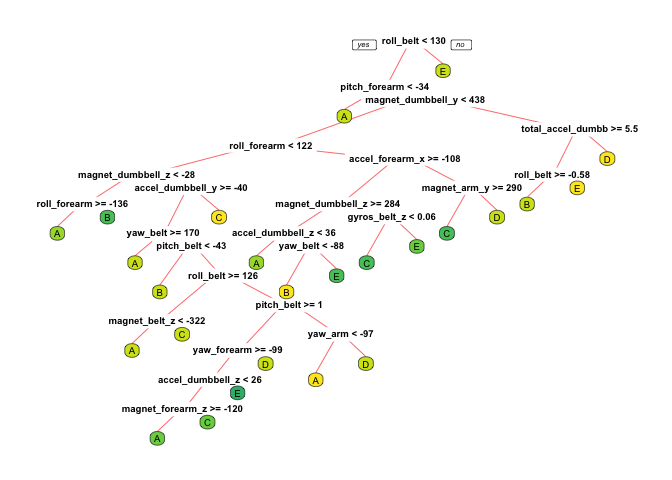 yes roll_belt < 130 no
E
pitch_forearm < -34
A
magnet_dumbbell_y < 438
total_accel_dumbb >= 5.5
roll_forearm < 122
accel_forearm_x >= -108
D
magnet_dumbbell_z < -28
roll_belt >= -0.58
accel_dumbbell_y >= -40
magnet_arm_y >= 290
E
roll_forearm >= -136
magnet_dumbbell_z >= 284
B
B
C
gyros_belt_z < 0.06
D
A
yaw_belt >= 170
accel_dumbbell_z < 36
C
pitch_belt < -43
yaw_belt < -88
E
A
A
C
roll_belt >= 126
E
B
B
pitch_belt >= 1
magnet_belt_z < -322
C
yaw_arm < -97
A
yaw_forearm >= -99
D
D
accel_dumbbell_z < 26
A
E
magnet_forearm_z >= -120
C
A